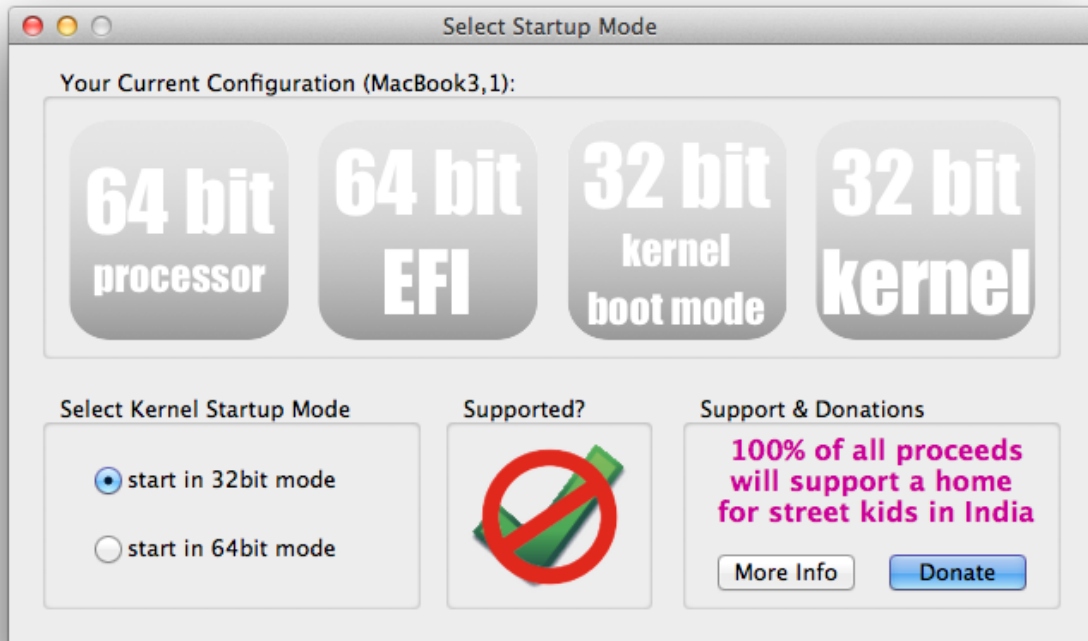 Select Startup Mode
Your Current Configuration (MacBook3,1):
64 bit
processor
64 bit
EFI
32 bit
kernel
boot mode
32 bit
kernel
Select Kernel Startup Mode
start in 32bit mode
start in 64bit mode
Supported?
Support & Donations
100% of all proceeds
will support a home
for street kids in India
More Info
Donate